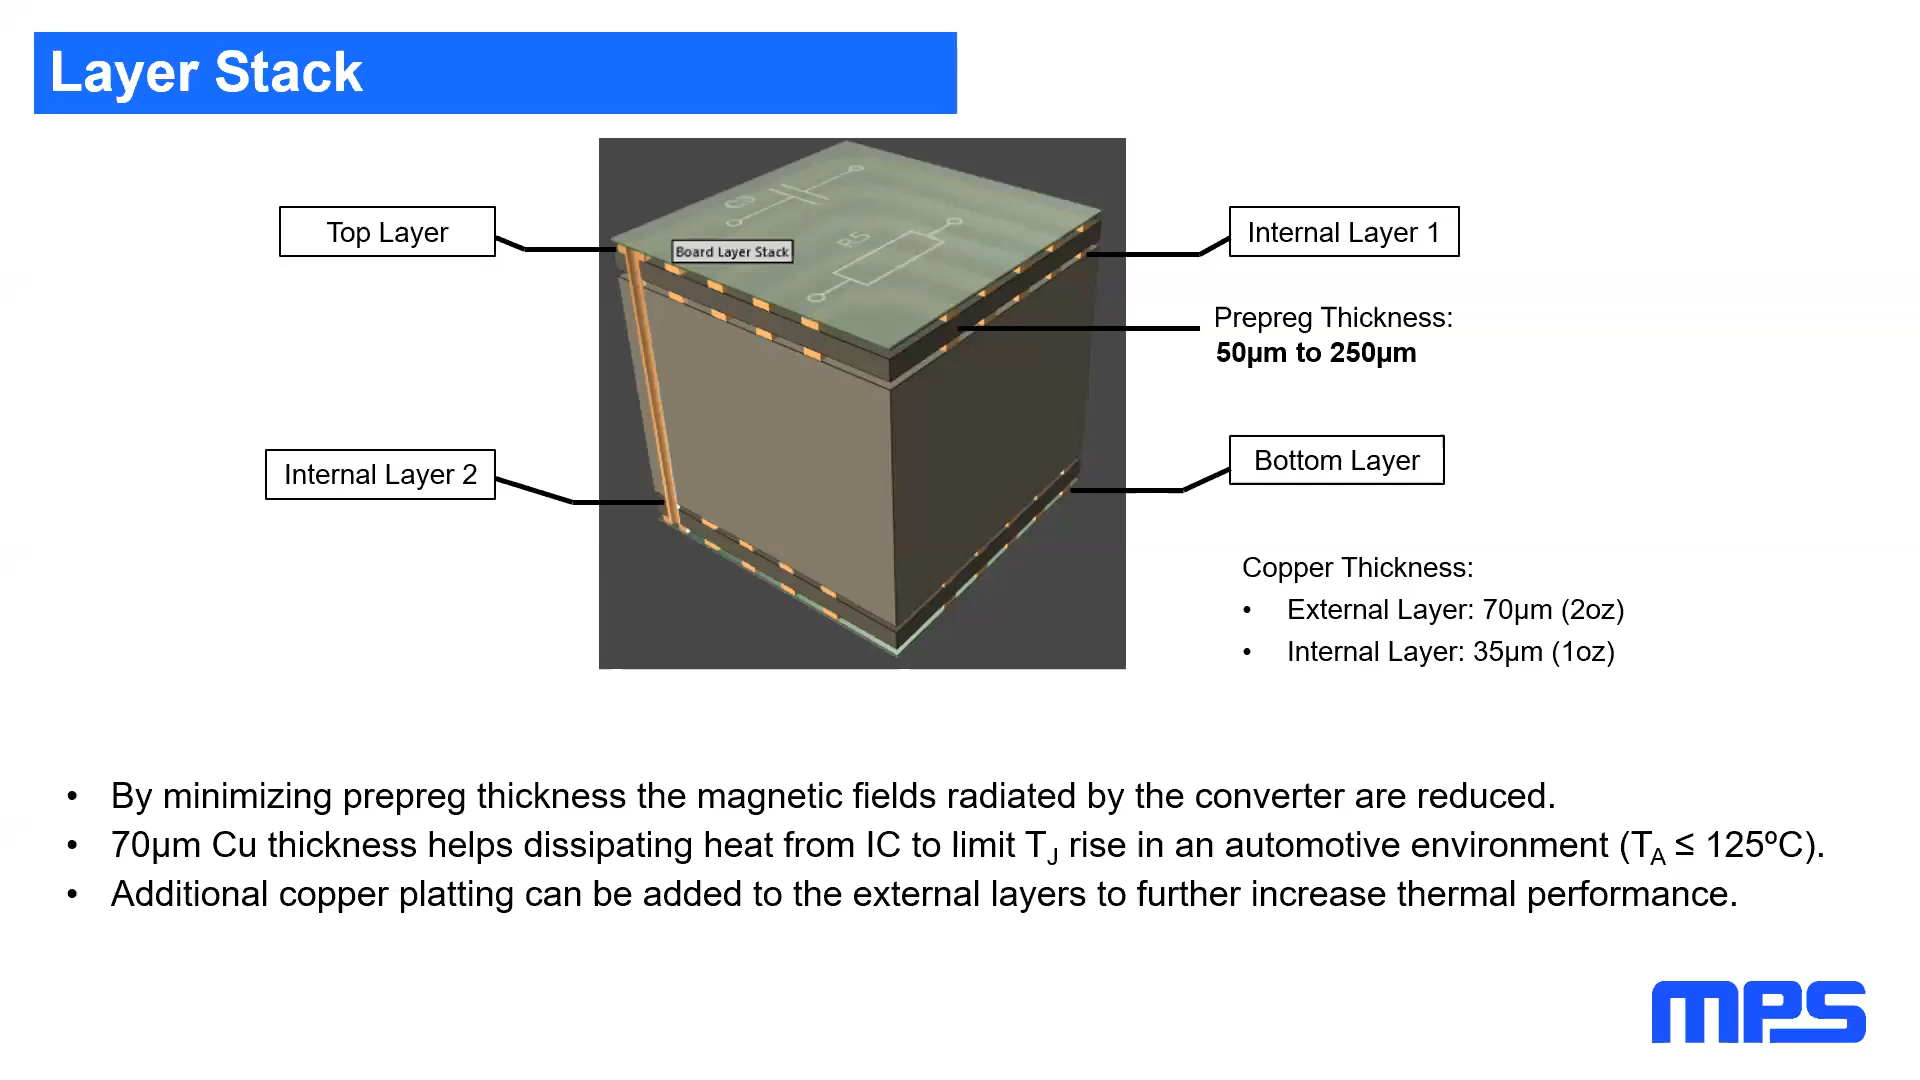 Layer Stack
Top Layer
Internal Layer 1
C3
R5
Board Layer Stack
Prepreg Thickness:
50µm to 250µm
Internal Layer 2
Bottom Layer
Copper Thickness:
• External Layer: 70µm (2oz)
• Internal Layer: 35µm (1oz)
• By minimizing prepreg thickness the magnetic fields radiated by the converter are reduced.
• 70µm Cu thickness helps dissipating heat from IC to limit TJ rise in an automotive environment (TA ≤ 125ºC).
• Additional copper platting can be added to the external layers to further increase thermal performance.
mPS